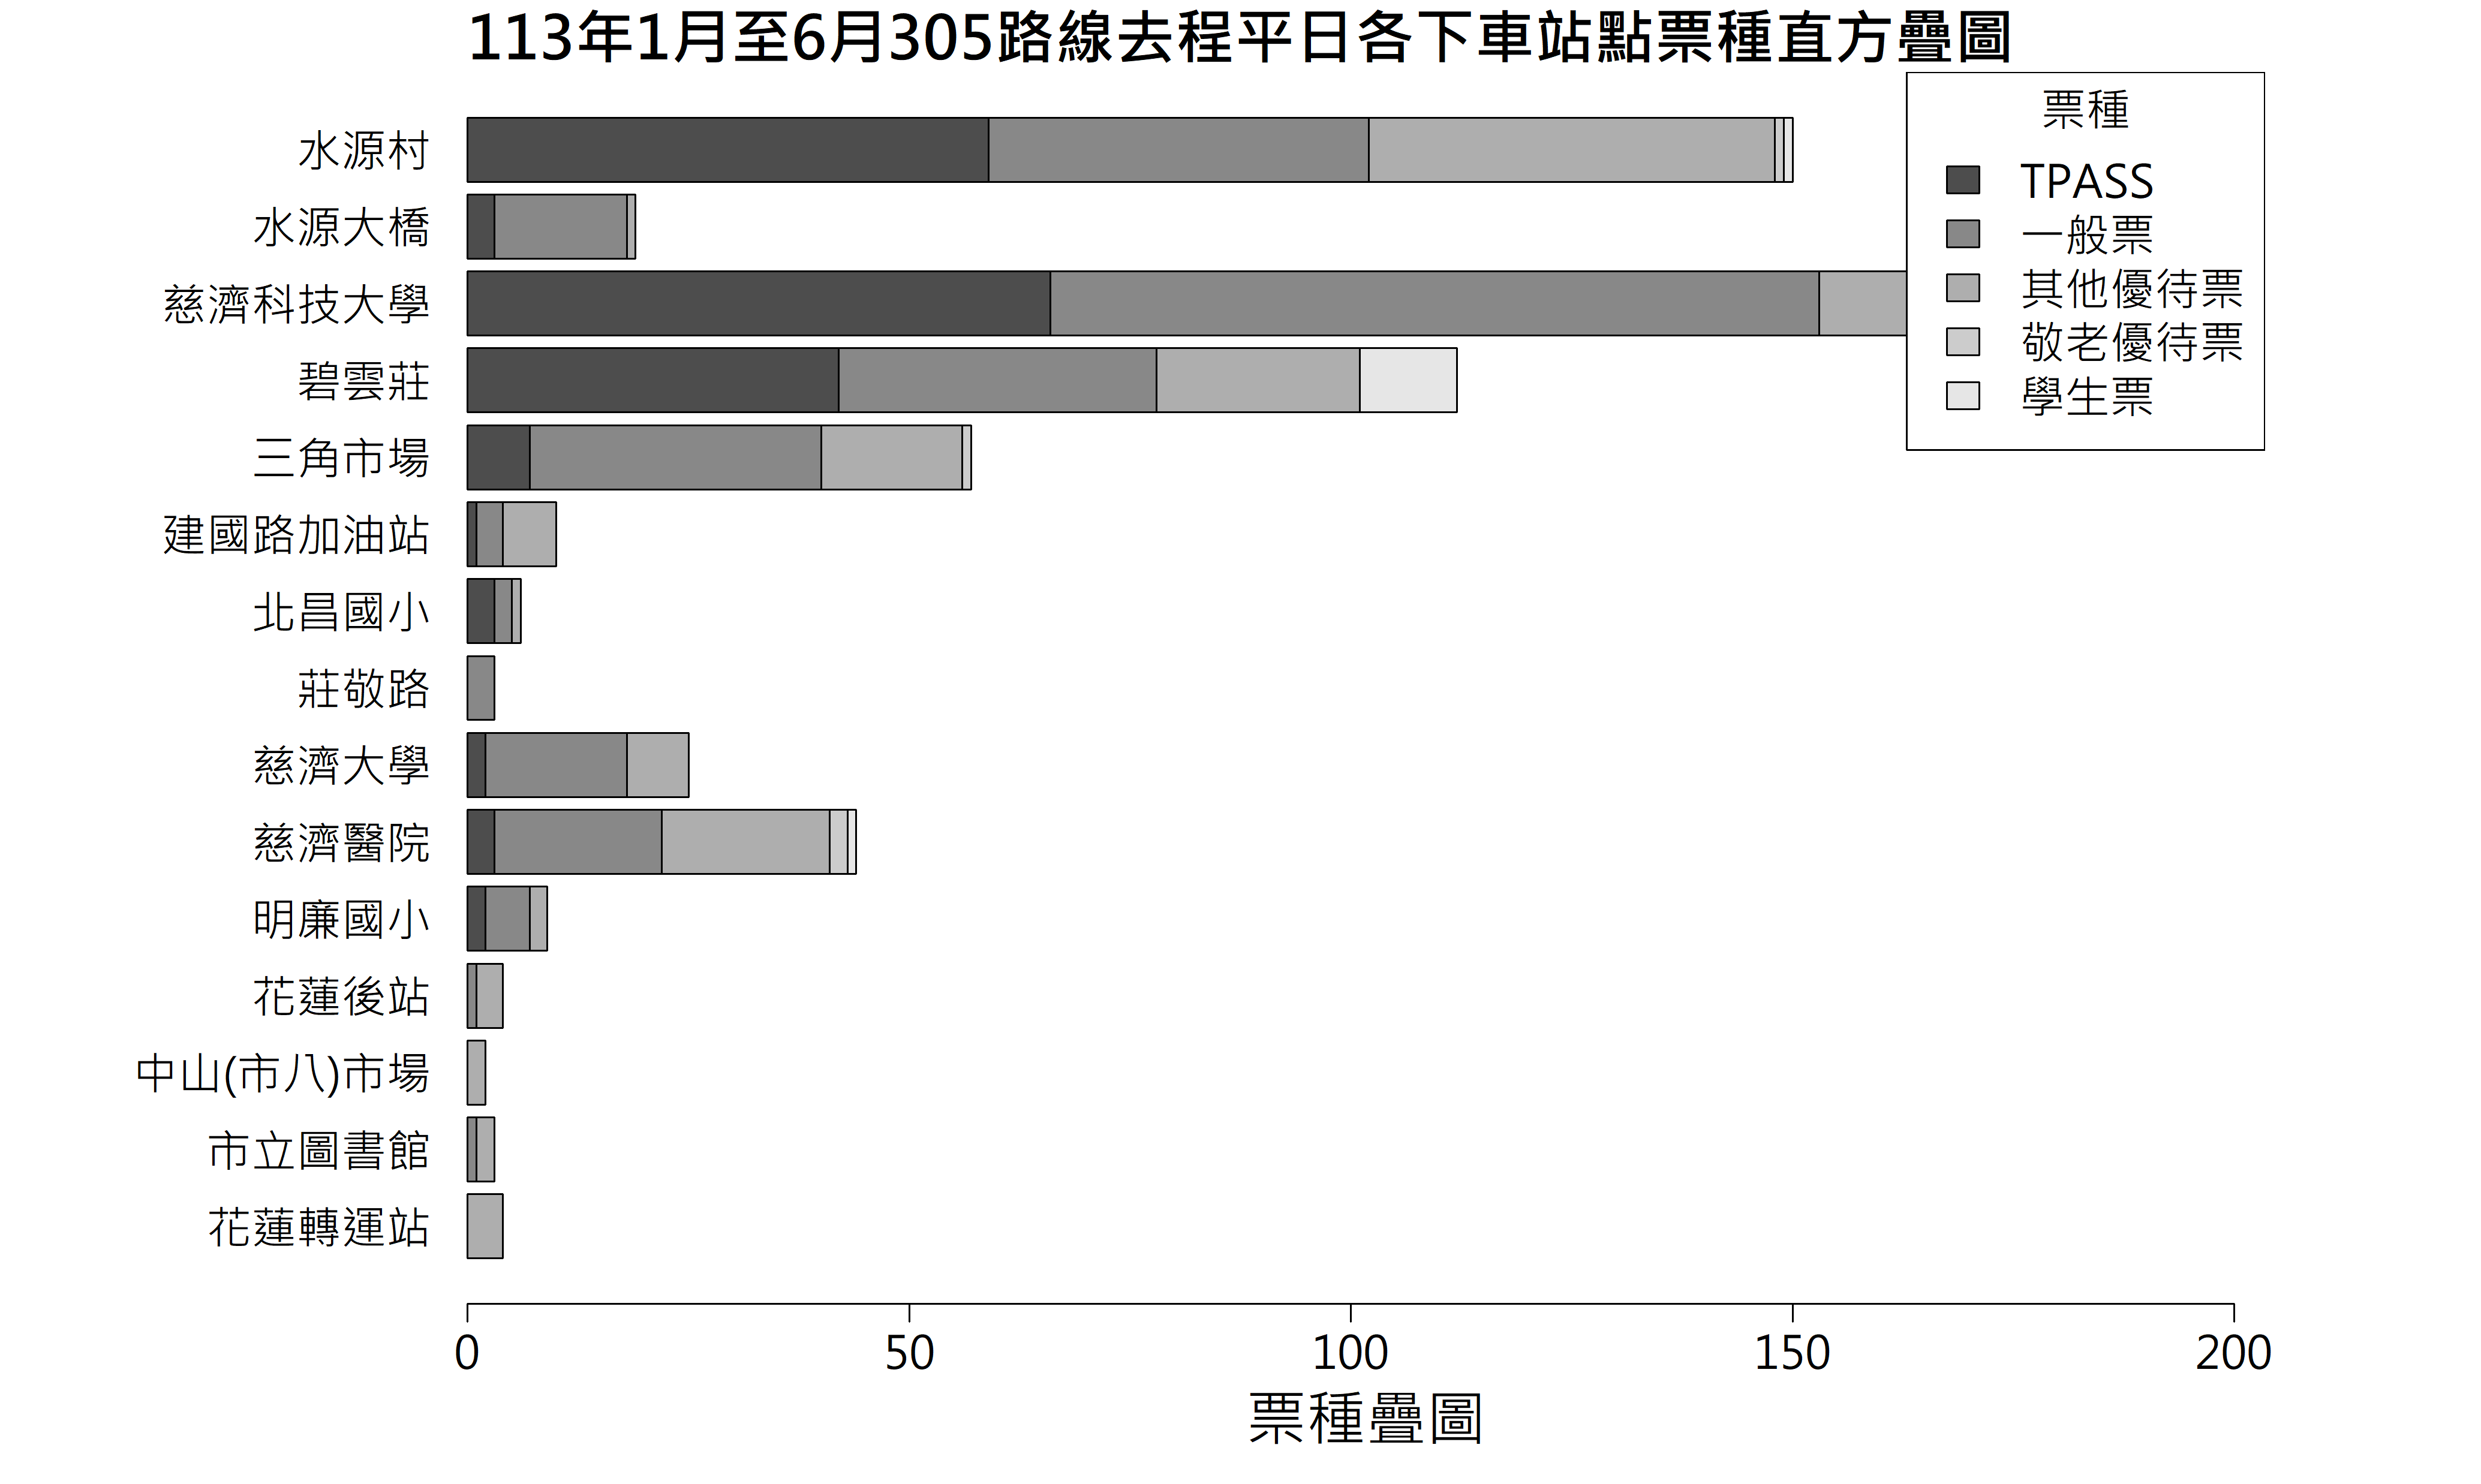 113年1月至6月305路線去程平日各下車站點票種直方疊圖
票種
TPASS
一般票
其他優待票
敬老優待票
學生票
水源村
水源大橋
慈濟科技大學
碧雲莊
三角市場
建國路加油站
北昌國小
莊敬路
慈濟大學
慈濟醫院
明廉國小
花蓮後站
中山(市八)市場
市立圖書館
花蓮轉運站
0 50 100 150 200
票種疊圖